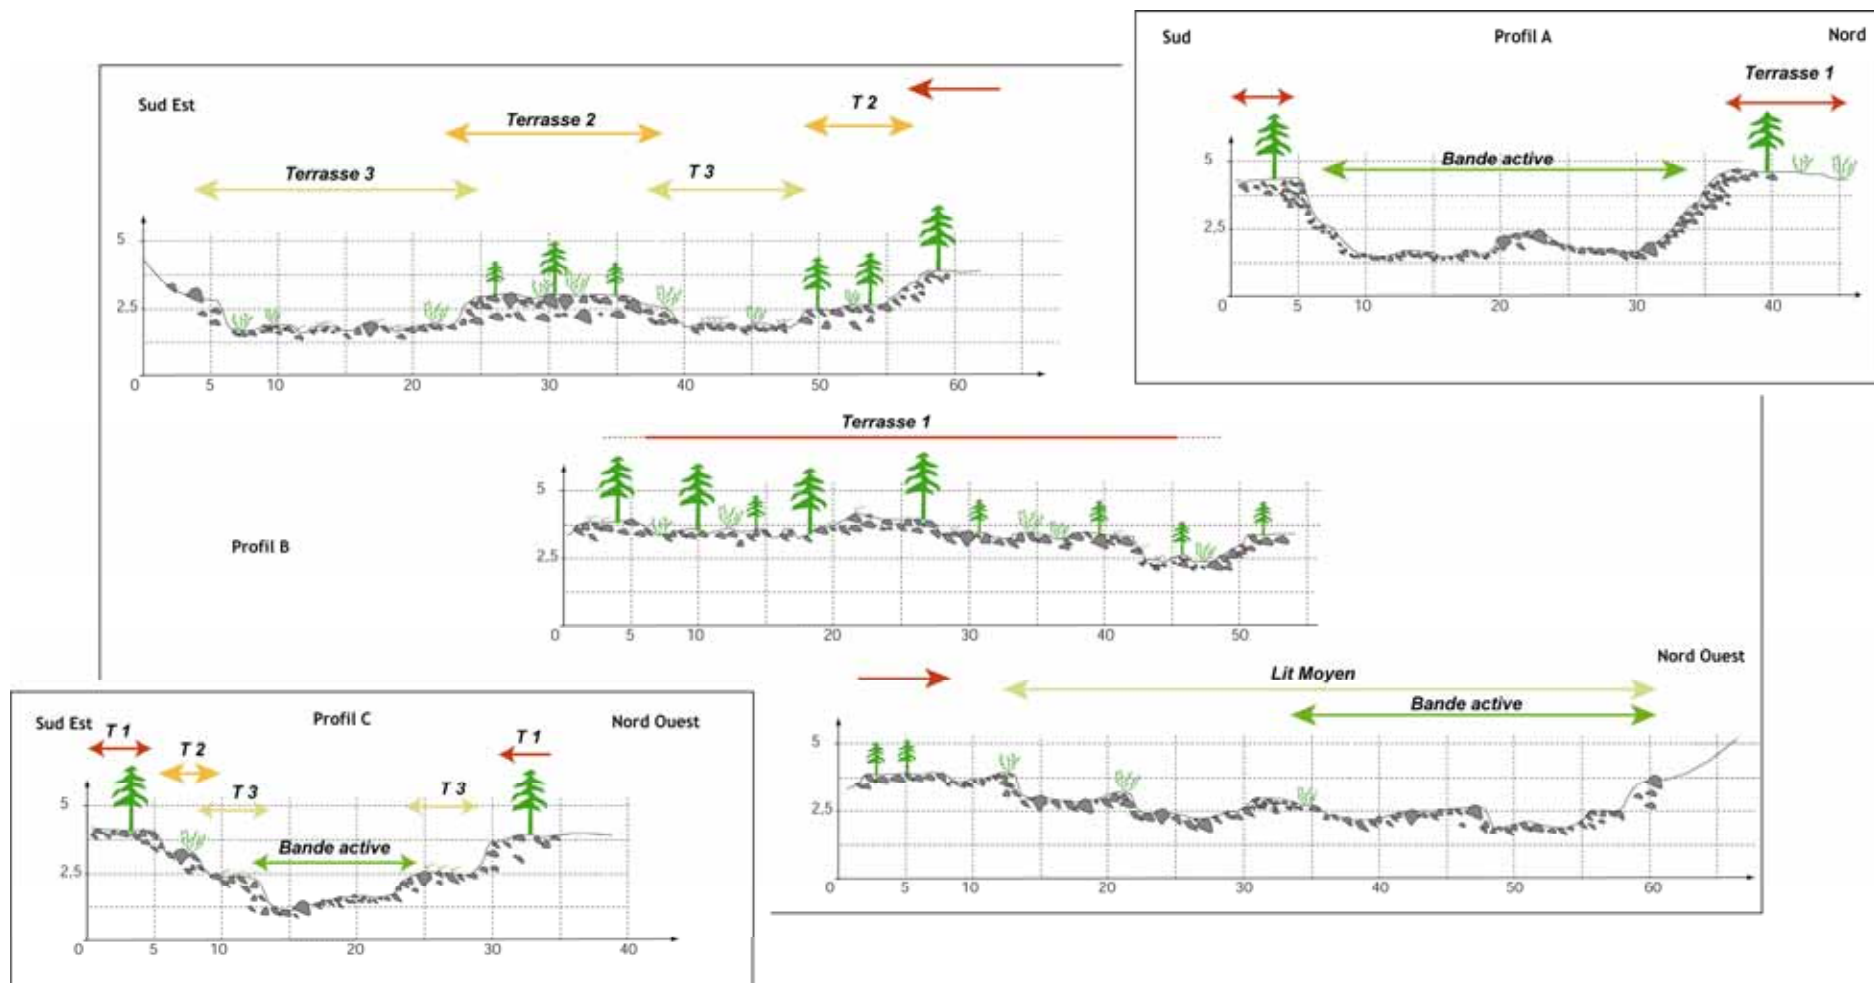 Sud Profil A Nord
Terrasse 1
Bande active
5
2.5
0 5 10 20 30 40
Sud Est
T 2
Terrasse 2
Terrasse 3
T 3
5
2.5
0 5 10 20 30 40 50 60
Terrasse 1
5
Profil B
2.5
0 5 10 20 30 40 50
Nord Ouest
Lit Moyen
Bande active
5
2.5
0 5 10 20 30 40 50 60
Sud Est Profil C Nord Ouest
T 1 T 1
T 2
T 3 T 3
5
Bande active
2.5
0 5 10 20 30 40